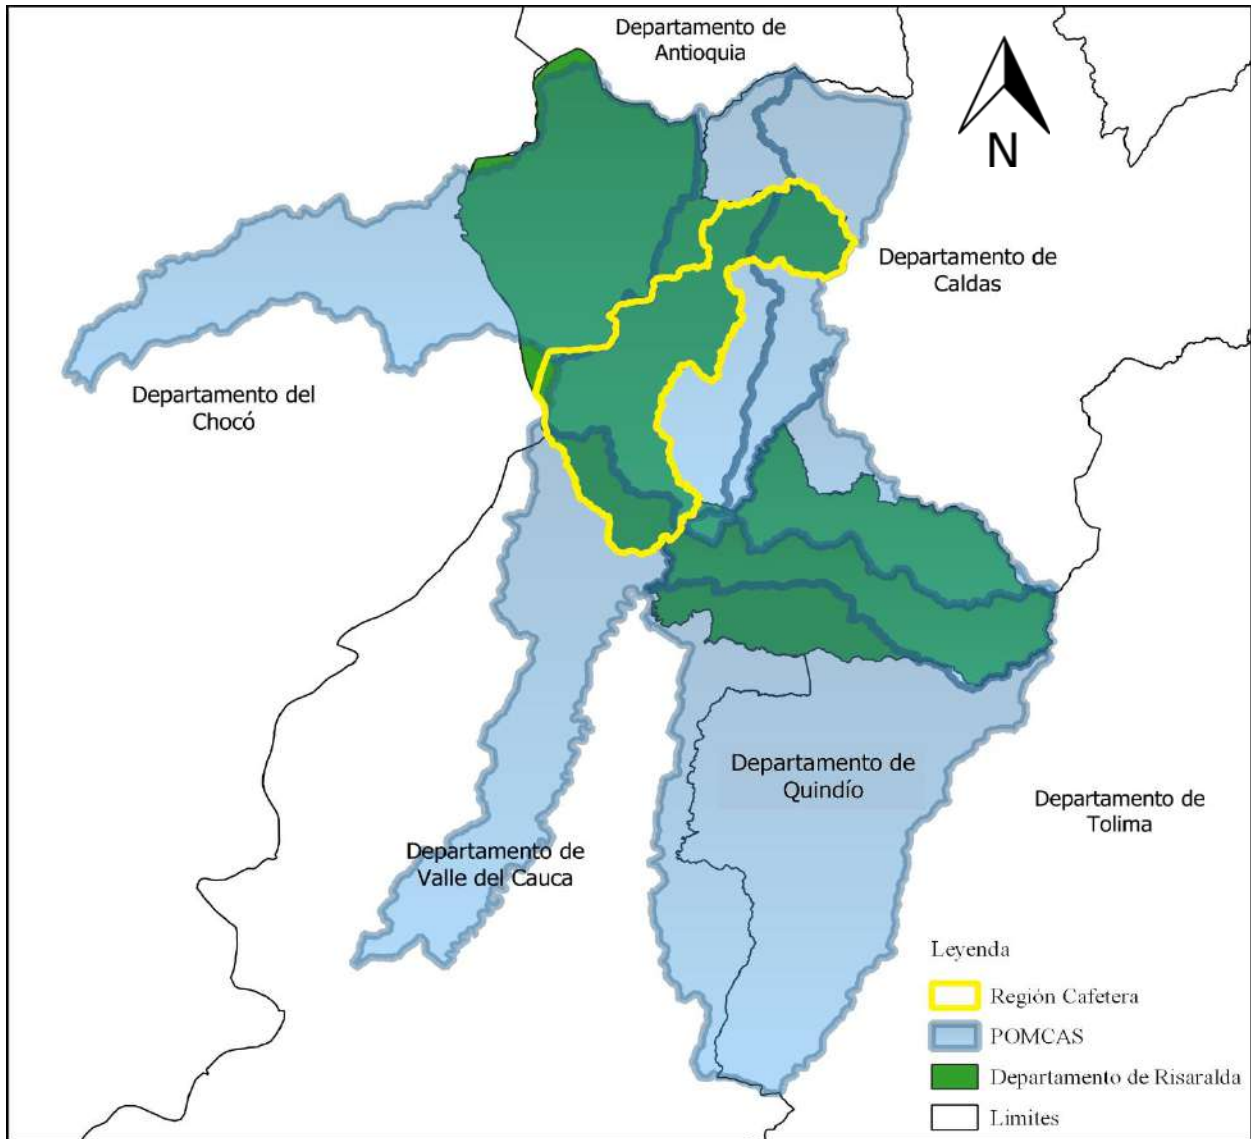 Departamento de
Antioquia
N
Departamento de
Caldas
Departamento del
Chocó
Departamento de
Quindío
Departamento de
Tolima
Departamento de
Valle del Cauca
Leyenda
Región Cafetera
POMCAS
Departamento de Risaralda
Limites